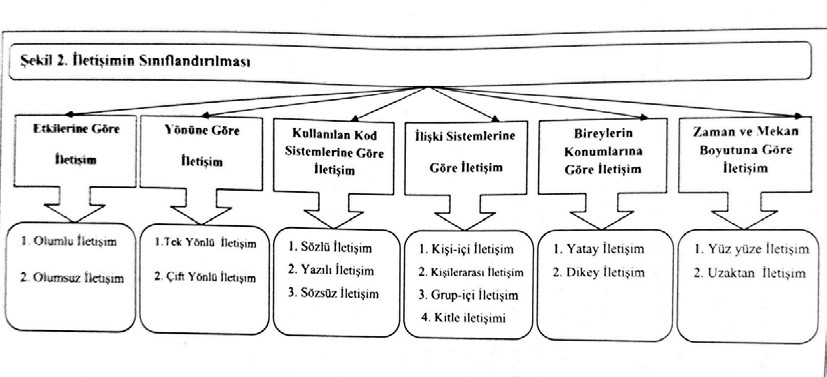 Şekil 2. İletişimin Sınıflandırılması
Etkilerine Göre
İletişim
Yönüne Göre
İletişim
Kullanılan Kod
Sistemlerine Göre
İletişim
İlişki Sistemlerine
Göre İletişim
Bireylerin
Konumlarına
Göre İletişim
Zaman ve Mekan
Boyutuna Göre
İletişim
1. Olumlu İletişim
2. Olumsuz İletişim
1.Tek Yönlü İletişim
2. Çift Yönlü İletişim
1. Sözlü İletişim
2. Yazılı İletişim
3. Sözsüz İletişim
1. Kişi-içi İletişim
2. Kişilerarası İletişim
3. Grup-içi İletişim
4. Kitle iletişimi
1. Yatay İletişim
2. Dikey İletişim
1. Yüz yüze İletişim
2. Uzaktan İletişim